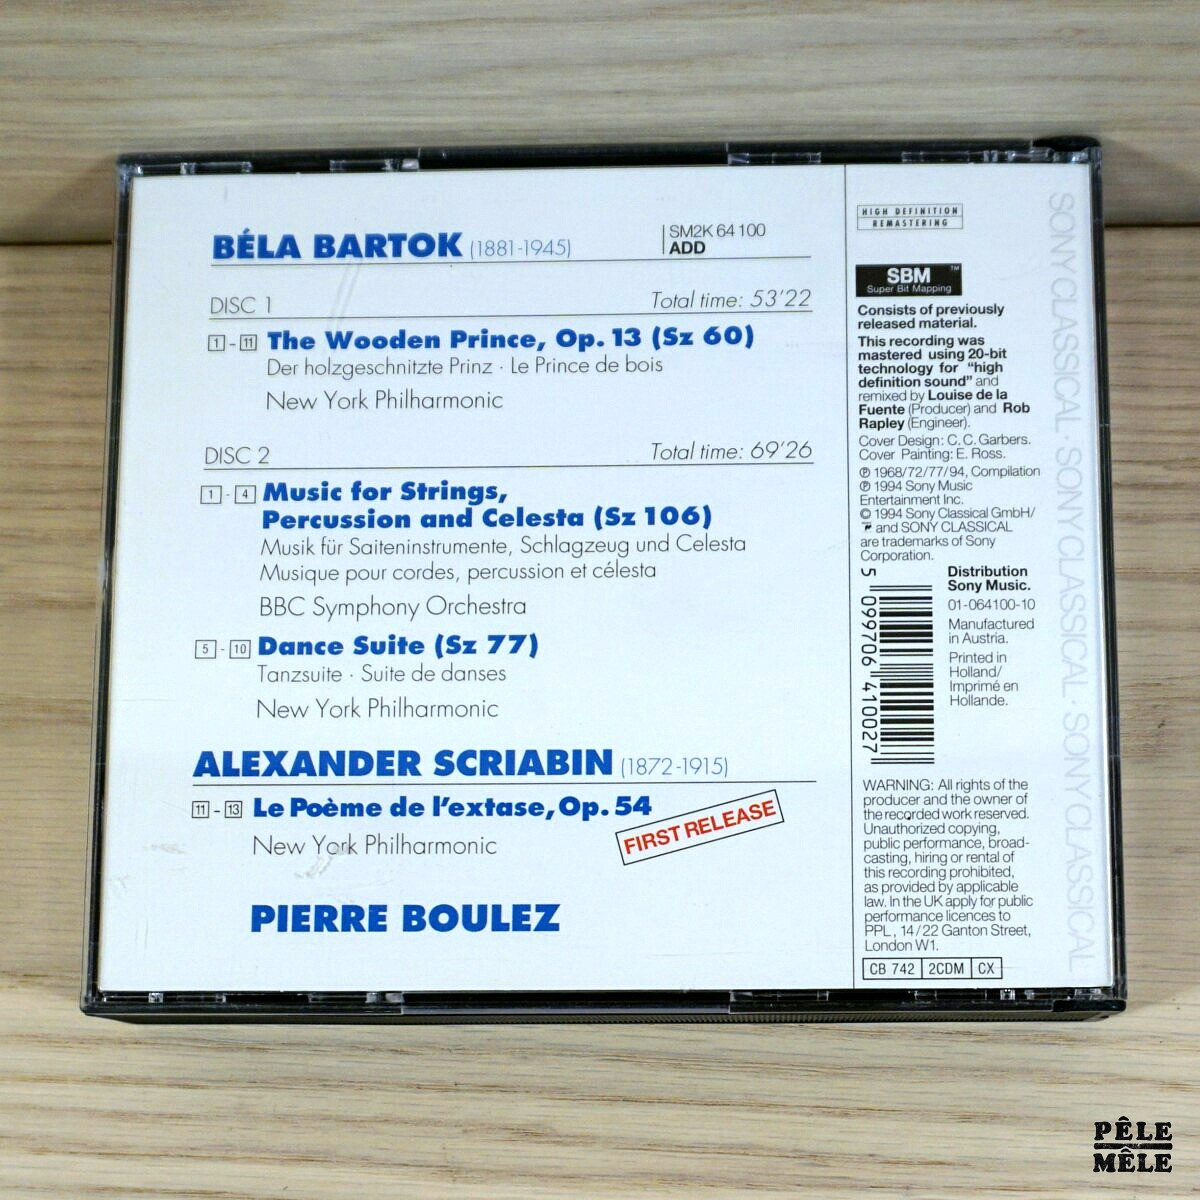 BÉLA BARTOK (1881-1945)
SM2K 64 100
ADD
DISC 1 Total time: 53'22
1 - 11 The Wooden Prince, Op. 13 (Sz 60)
Der holzgeschnitzte Prinz · Le Prince de bois
New York Philharmonic
DISC 2 Total time: 69'26
1 - 4 Music for Strings,
Percussion and Celesta (Sz 106)
Musik für Saiteninstrumente, Schlagzeug und Celesta
Musique pour cordes, percussion et célesta
BBC Symphony Orchestra
5 - 10 Dance Suite (Sz 77)
Tanzsuite · Suite de danses
New York Philharmonic
ALEXANDER SCRIABIN (1872-1915)
11 - 13 Le Poème de l'extase, Op. 54
New York Philharmonic
FIRST RELEASE
PIERRE BOULEZ
HIGH DEFINITION
REMASTERING
SBM™
Super Bit Mapping
Consists of previously
released material.
This recording was
mastered using 20-bit
technology for "high
definition sound" and
remixed by Louise de la
Fuente (Producer) and Rob
Rapley (Engineer).
Cover Design: C. C. Garbers.
Cover Painting: E. Ross.
℗ 1968/72/77/94, Compilation
℗ 1994 Sony Music
Entertainment Inc.
© 1994 Sony Classical GmbH/
and SONY CLASSICAL
are trademarks of Sony
Corporation.
5 099706 410027
Distribution
Sony Music.
01-064100-10
Manufactured
in Austria.
Printed in
Holland/
Imprimé en
Hollande.
WARNING: All rights of the
producer and the owner of
the recorded work reserved.
Unauthorized copying,
public performance, broad-
casting, hiring or rental of
this recording prohibited,
as provided by applicable
law. In the UK apply for public
performance licences to
PPL, 14/22 Ganton Street,
London W1.
CB 742 2CDM CX
SONY CLASSICAL · SONY CLASSICAL · SONY CLASSICAL
PÊLE
MÊLE